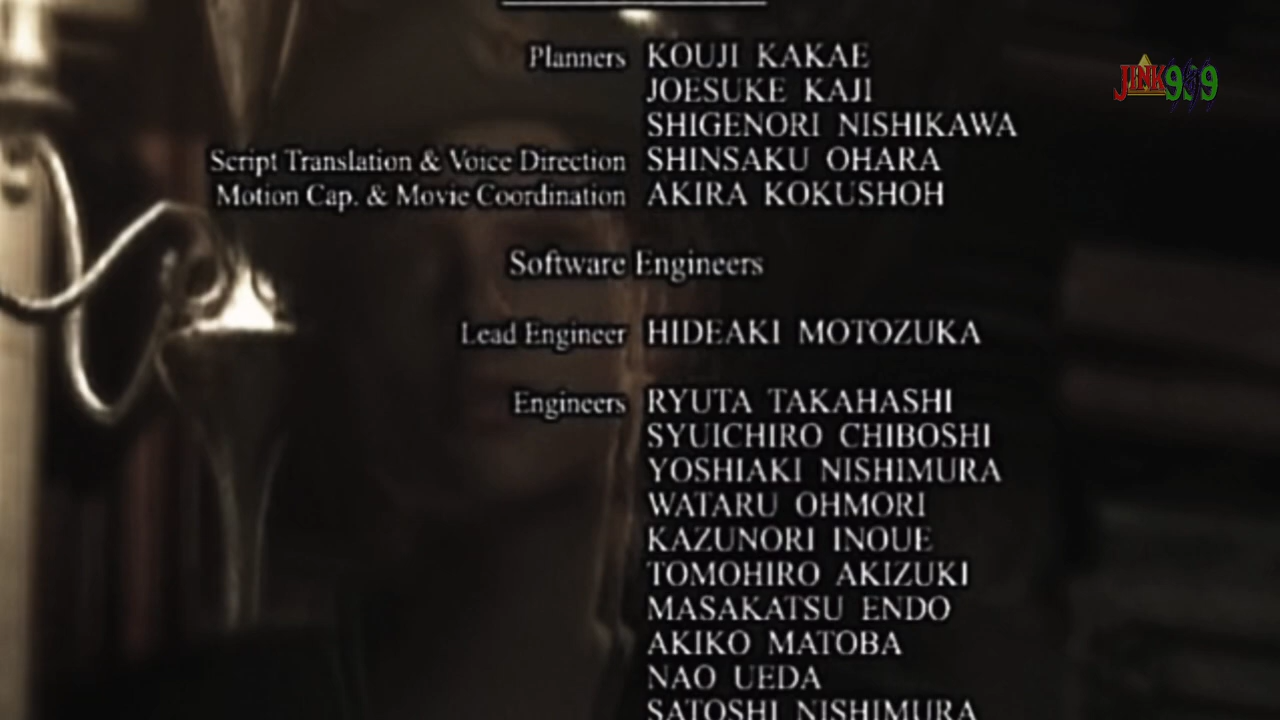 Planners KOUJI KAKAE
JOESUKE KAJI
SHIGENORI NISHIKAWA
Script Translation & Voice Direction SHINSAKU OHARA
Motion Cap. & Movie Coordination AKIRA KOKUSHOH
Software Engineers
Lead Engineer HIDEAKI MOTOZUKA
Engineers RYUTA TAKAHASHI
SYUICHIRO CHIBOSHI
YOSHIAKI NISHIMURA
WATARU OHMORI
KAZUNORI INOUE
TOMOHIRO AKIZUKI
MASAKATSU ENDO
AKIKO MATOBA
NAO UEDA
SATOSHI NISHIMURA
JINK959